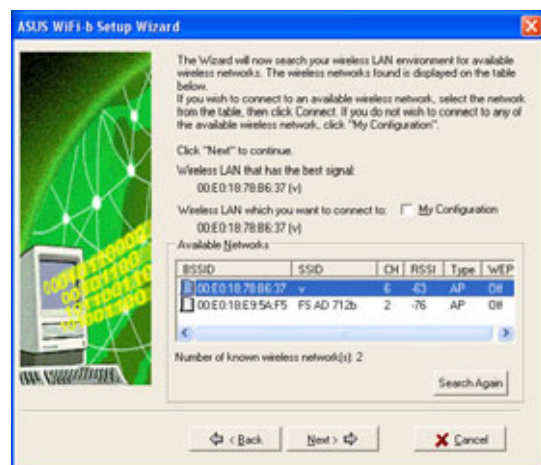 ASUS WiFi-b Setup Wizard
The Wizard will now search your wireless LAN environment for available
wireless networks. The wireless networks found is displayed on the table
below.
If you wish to connect to an available wireless network, select the network
from the table, then click Connect. If you do not wish to connect to any of
the available wireless network, click "My Configuration".
Click "Next" to continue.
Wireless LAN that has the best signal:
00:E0:18:78:B6:37 (v)
Wireless LAN which you want to connect to: My Configuration
00:E0:18:78:B6:37 (v)
Available Networks
BSSID SSID CH RSSI Type WEP
00:E0:18:78:B6:37 v 6 -63 AP Off
00:E0:18:E9:5A:F5 FS AD 712b 2 -76 AP Off
Number of known wireless network(s): 2
Search Again
< Back Next > Cancel